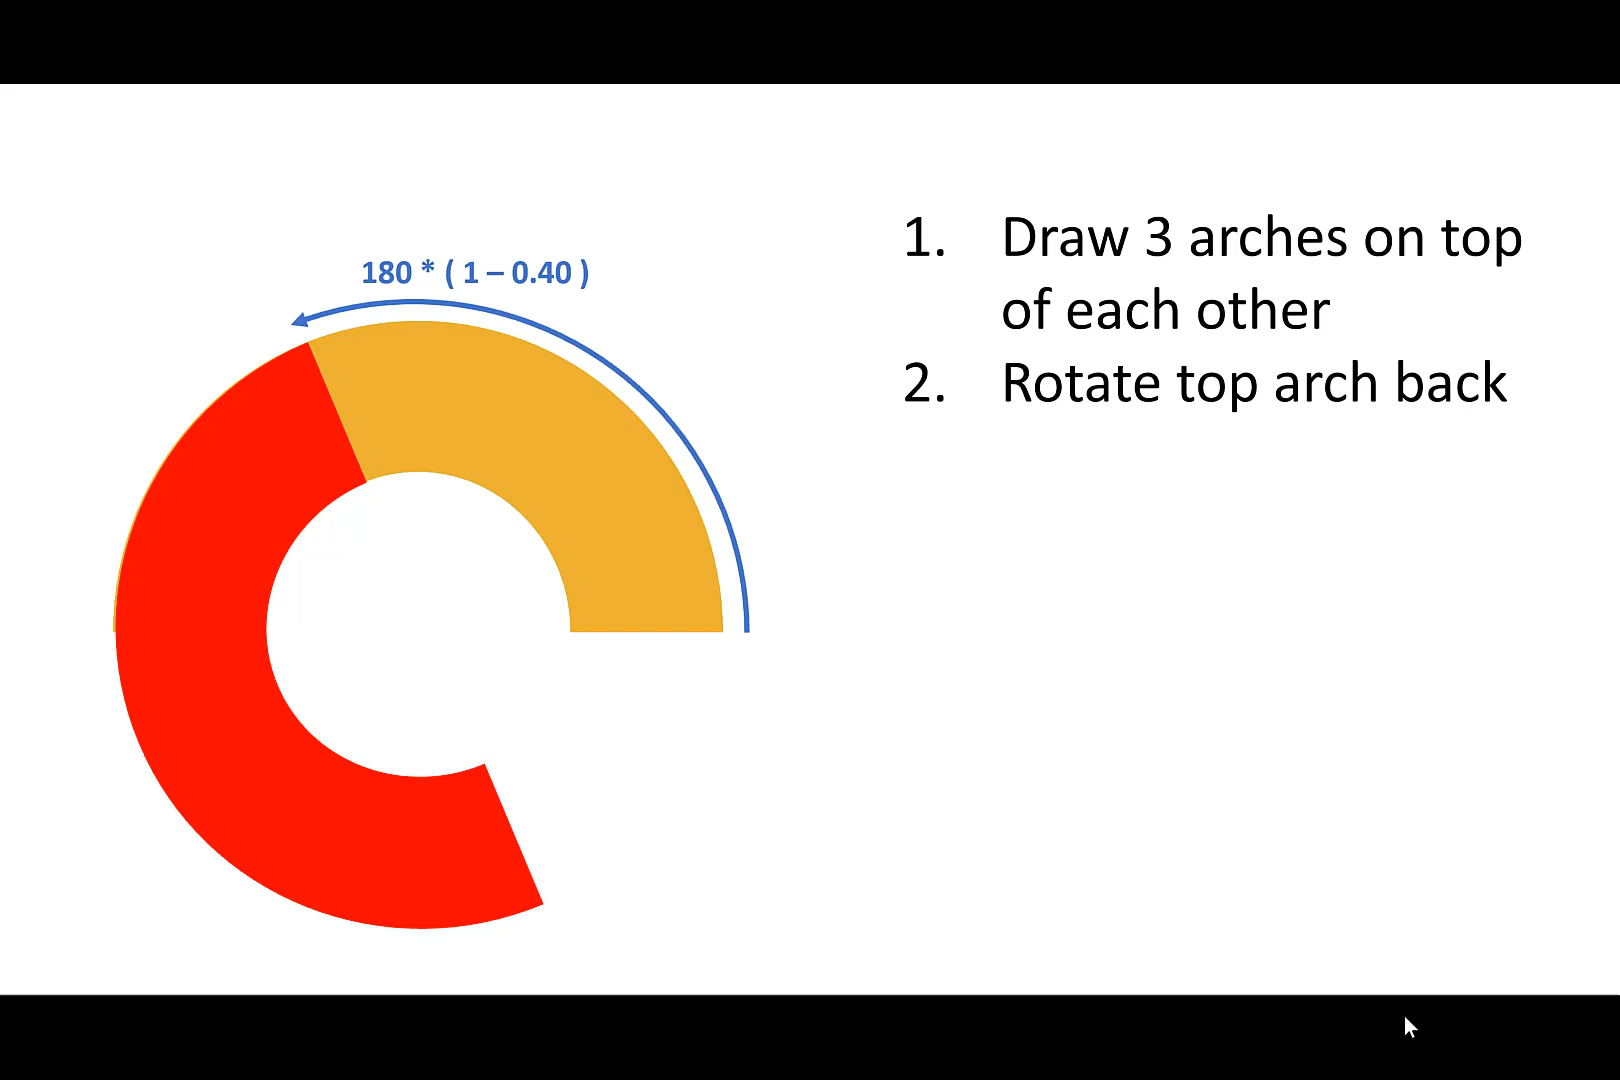 180 * ( 1 – 0.40 )
1. Draw 3 arches on top
of each other
2. Rotate top arch back